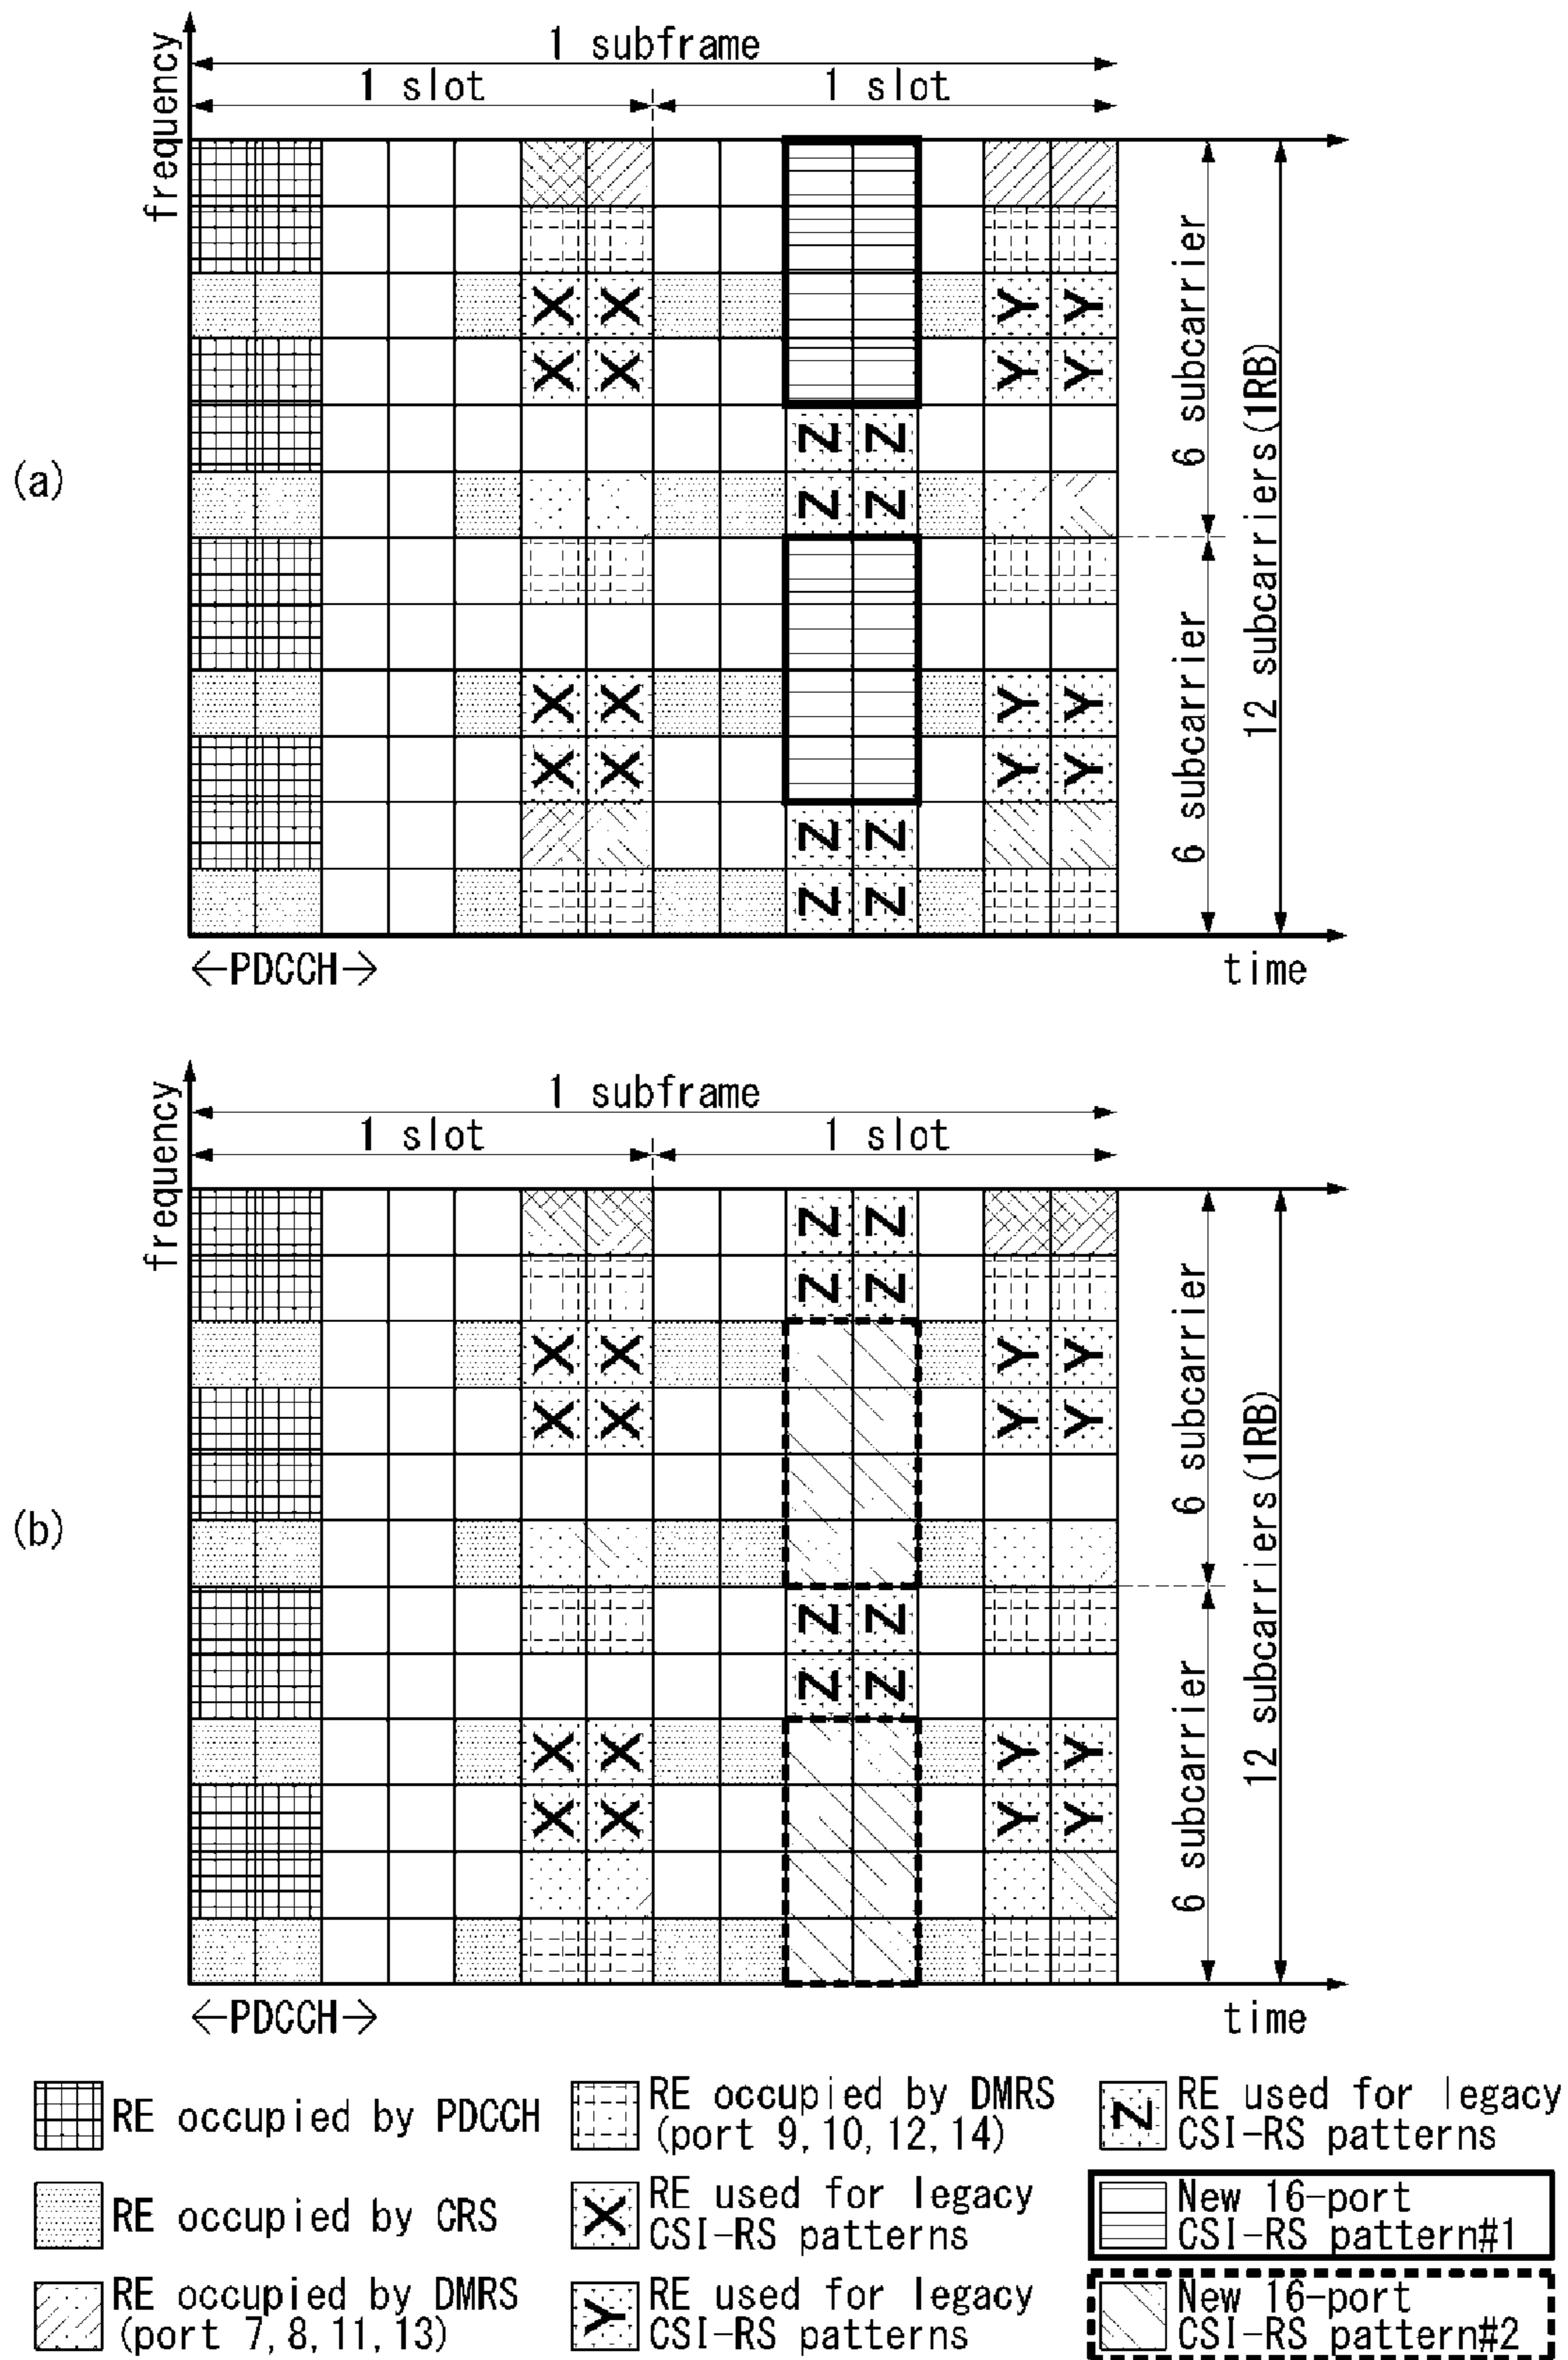 1 subframe
1 slot
1 slot
frequency
X X
Y Y
X X
Y Y
Z Z
Z Z
X X
Y Y
X X
Y Y
Z Z
Z Z
6 subcarrier
6 subcarrier
12 subcarriers(1RB)
(a)
←PDCCH→
time
1 subframe
1 slot
1 slot
frequency
Z Z
Z Z
X X
Y Y
X X
Y Y
Z Z
Z Z
X X
Y Y
X X
Y Y
6 subcarrier
6 subcarrier
12 subcarriers(1RB)
(b)
←PDCCH→
time
RE occupied by PDCCH
RE occupied by CRS
RE occupied by DMRS
(port 7,8,11,13)
RE occupied by DMRS
(port 9,10,12,14)
X
RE used for legacy
CSI-RS patterns
Y
RE used for legacy
CSI-RS patterns
Z
RE used for legacy
CSI-RS patterns
New 16-port
CSI-RS pattern#1
New 16-port
CSI-RS pattern#2